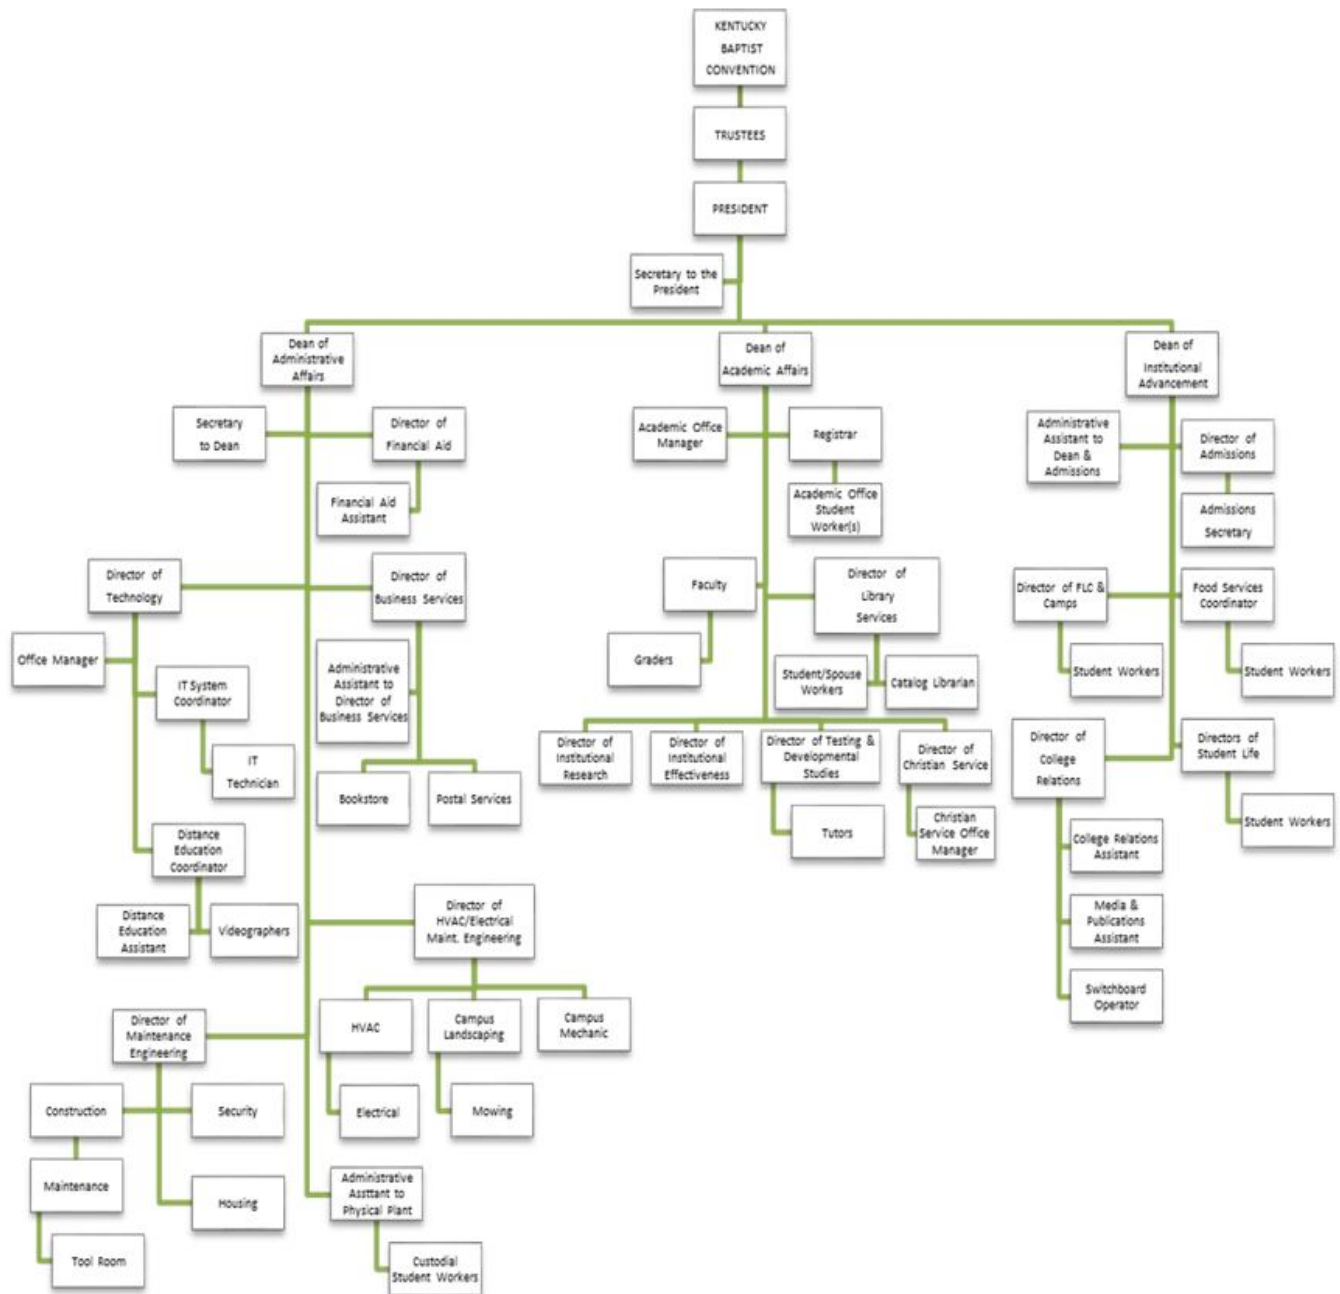 KENTUCKY
BAPTIST
CONVENTION
TRUSTEES
PRESIDENT
Secretary to the
President
Dean of
Administrative
Affairs
Dean of
Academic Affairs
Dean of
Institutional
Advancement
Secretary
to Dean
Director of
Financial Aid
Financial Aid
Assistant
Academic Office
Manager
Registrar
Academic Office
Student
Worker(s)
Administrative
Assistant to
Dean &
Admissions
Director of
Admissions
Admissions
Secretary
Director of
Technology
Director of
Business Services
Faculty
Director of
Library
Services
Director of FLC &
Camps
Food Services
Coordinator
Office Manager
IT System
Coordinator
IT
Technician
Administrative
Assistant to
Director of
Business Services
Bookstore
Postal Services
Graders
Student/Spouse
Workers
Catalog Librarian
Student Workers
Student Workers
Director of
Institutional
Research
Director of
Institutional
Effectiveness
Director of Testing &
Developmental
Studies
Director of
Christian Service
Tutors
Christian
Service Office
Manager
Director of
College
Relations
Directors of
Student Life
Student Workers
College Relations
Assistant
Media &
Publications
Assistant
Switchboard
Operator
Distance
Education
Coordinator
Distance
Education
Assistant
Videographers
Director of
HVAC/Electrical
Maint. Engineering
HVAC
Campus
Landscaping
Campus
Mechanic
Electrical
Mowing
Director of
Maintenance
Engineering
Construction
Security
Maintenance
Housing
Tool Room
Administrative
Assttant to
Physical Plant
Custodial
Student Workers